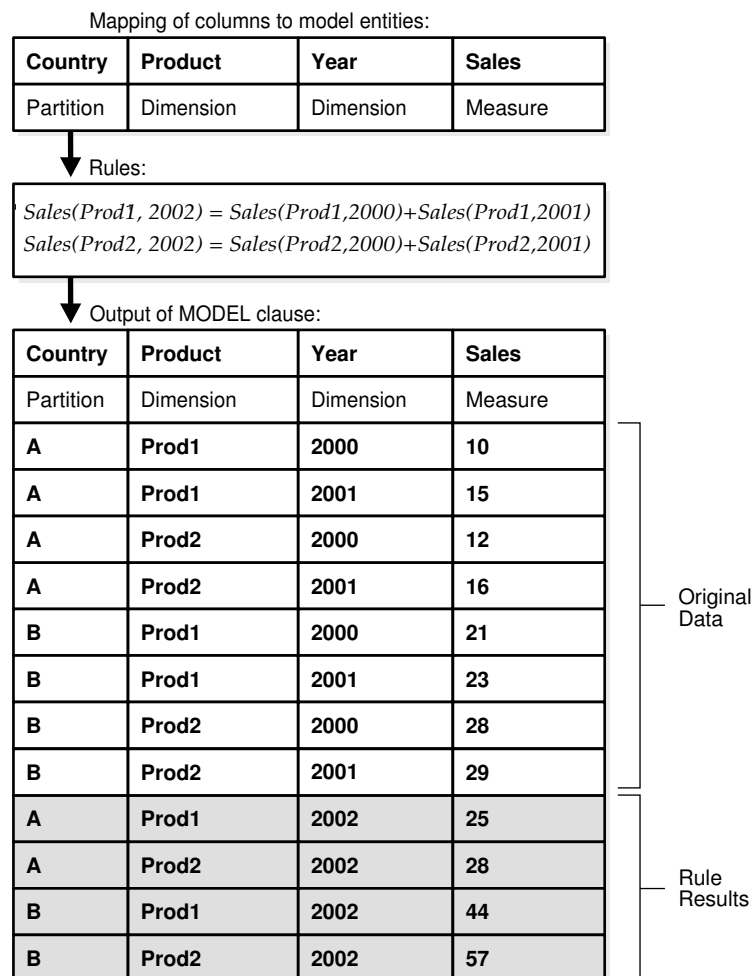 Mapping of columns to model entities:
Country Product Year Sales
Partition Dimension Dimension Measure
Rules:
Sales(Prod1, 2002) = Sales(Prod1,2000)+Sales(Prod1,2001)
Sales(Prod2, 2002) = Sales(Prod2,2000)+Sales(Prod2,2001)
Output of MODEL clause:
Country Product Year Sales
Partition Dimension Dimension Measure
A Prod1 2000 10
A Prod1 2001 15
A Prod2 2000 12
A Prod2 2001 16
B Prod1 2000 21
B Prod1 2001 23
B Prod2 2000 28
B Prod2 2001 29
Original
Data
A Prod1 2002 25
A Prod2 2002 28
B Prod1 2002 44
B Prod2 2002 57
Rule
Results